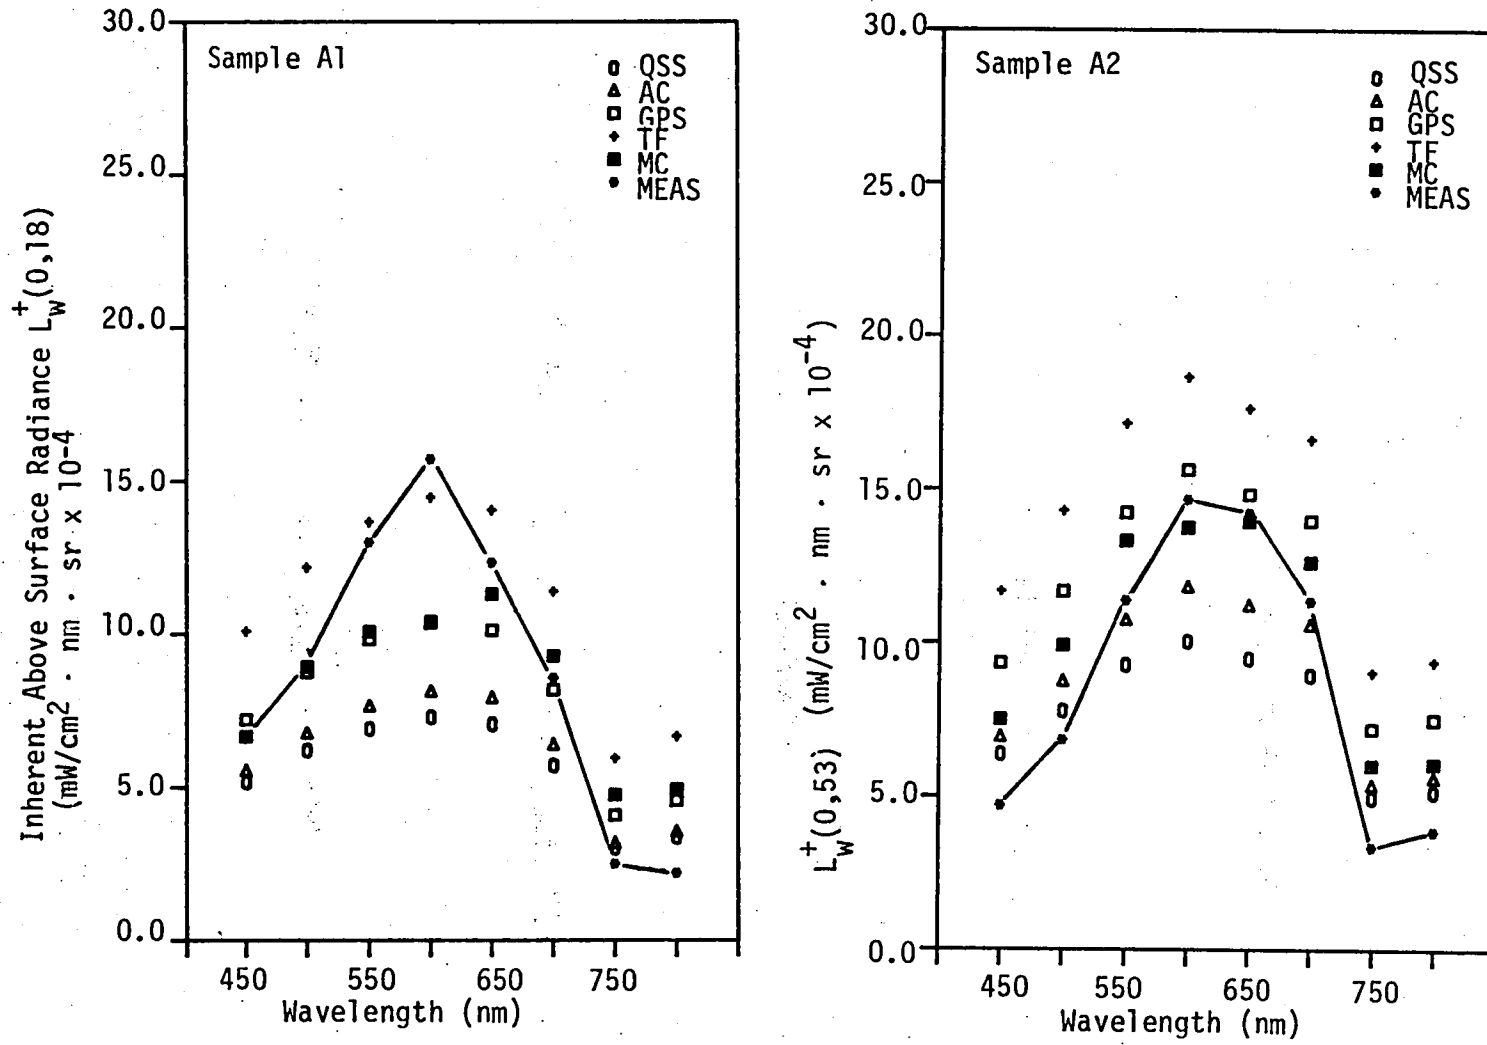 30.0
Sample A1
QSS
AC
GPS
TF
MC
MEAS
25.0
20.0
15.0
10.0
5.0
0.0
450 550 650 750
Wavelength (nm)
Inherent Above Surface Radiance L_w^+(0,18)
(mW/cm² · nm · sr x 10⁻⁴
30.0
Sample A2
QSS
AC
GPS
TF
MC
MEAS
25.0
20.0
15.0
10.0
5.0
0.0
450 550 650 750
Wavelength (nm)
L_w^+(0,53) (mW/cm² · nm · sr x 10⁻⁴)